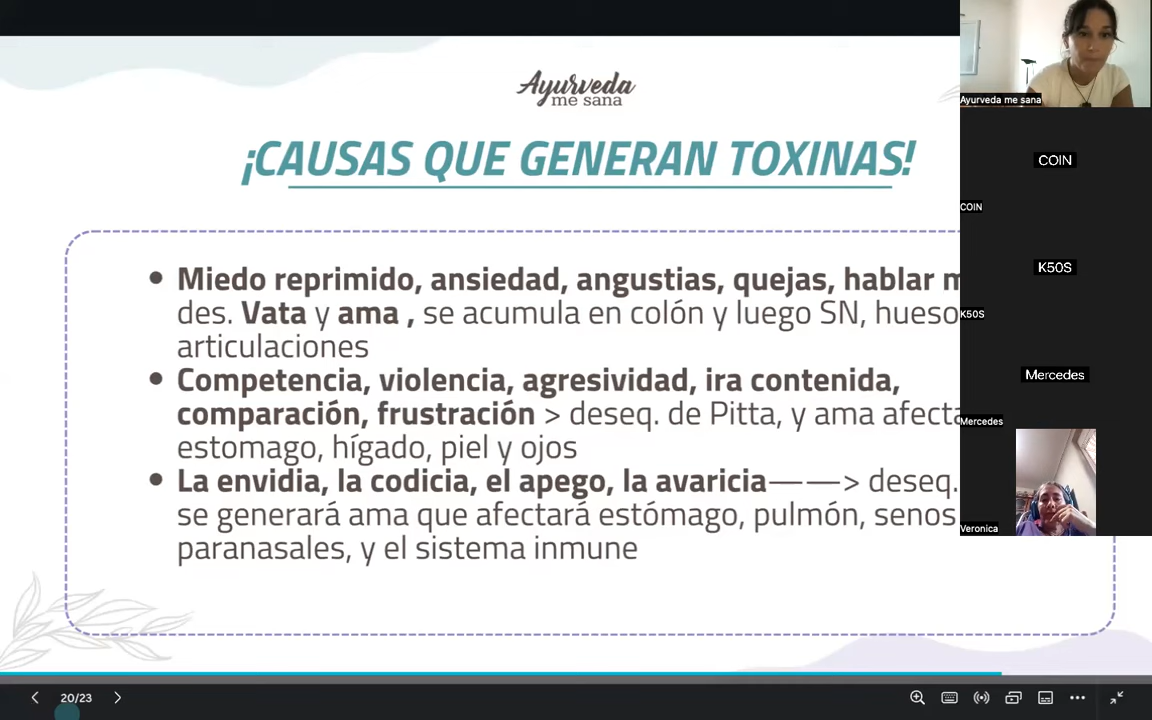 Ayurveda
me sana
¡CAUSAS QUE GENERAN TOXINAS!
• Miedo reprimido, ansiedad, angustias, quejas, hablar
des. Vata y ama , se acumula en colón y luego SN,
articulaciones
• Competencia, violencia, agresividad, ira contenida,
comparación, frustración > deseq. de Pitta, y ama
estomago, hígado, piel y ojos
• La envidia, la codicia, el apego, la avaricia——> deseq.
se generará ama que afectará estómago, pulmón, senos
paranasales, y el sistema inmune
20/23
Ayurveda me sana
COIN
COIN
K50S
K50S
Mercedes
Mercedes
Veronica